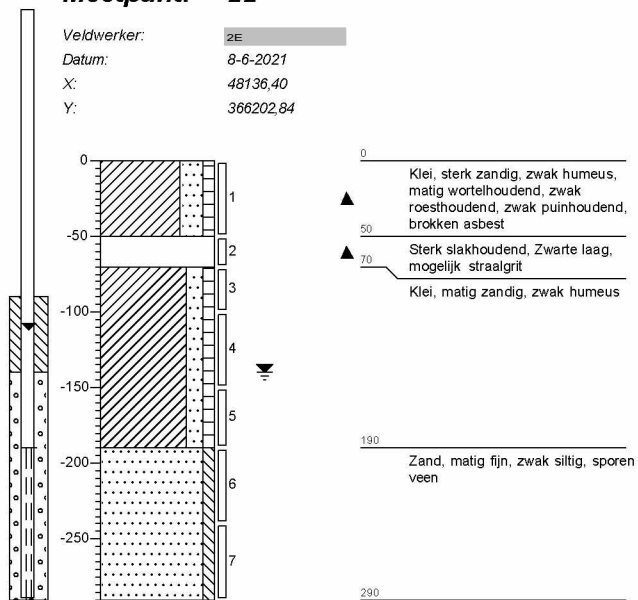 Veldwerker: 2E
Datum: 8-6-2021
X: 48136,40
Y: 366202,84
0
-50
-100
-150
-200
-250
1
2
3
4
5
6
7
0
Klei, sterk zandig, zwak humeus,
matig wortelhoudend, zwak
roesthoudend, zwak puinhoudend,
brokken asbest
50
Sterk slakhoudend, Zwarte laag,
mogelijk straalgrit
70
Klei, matig zandig, zwak humeus
190
Zand, matig fijn, zwak siltig, sporen
veen
290